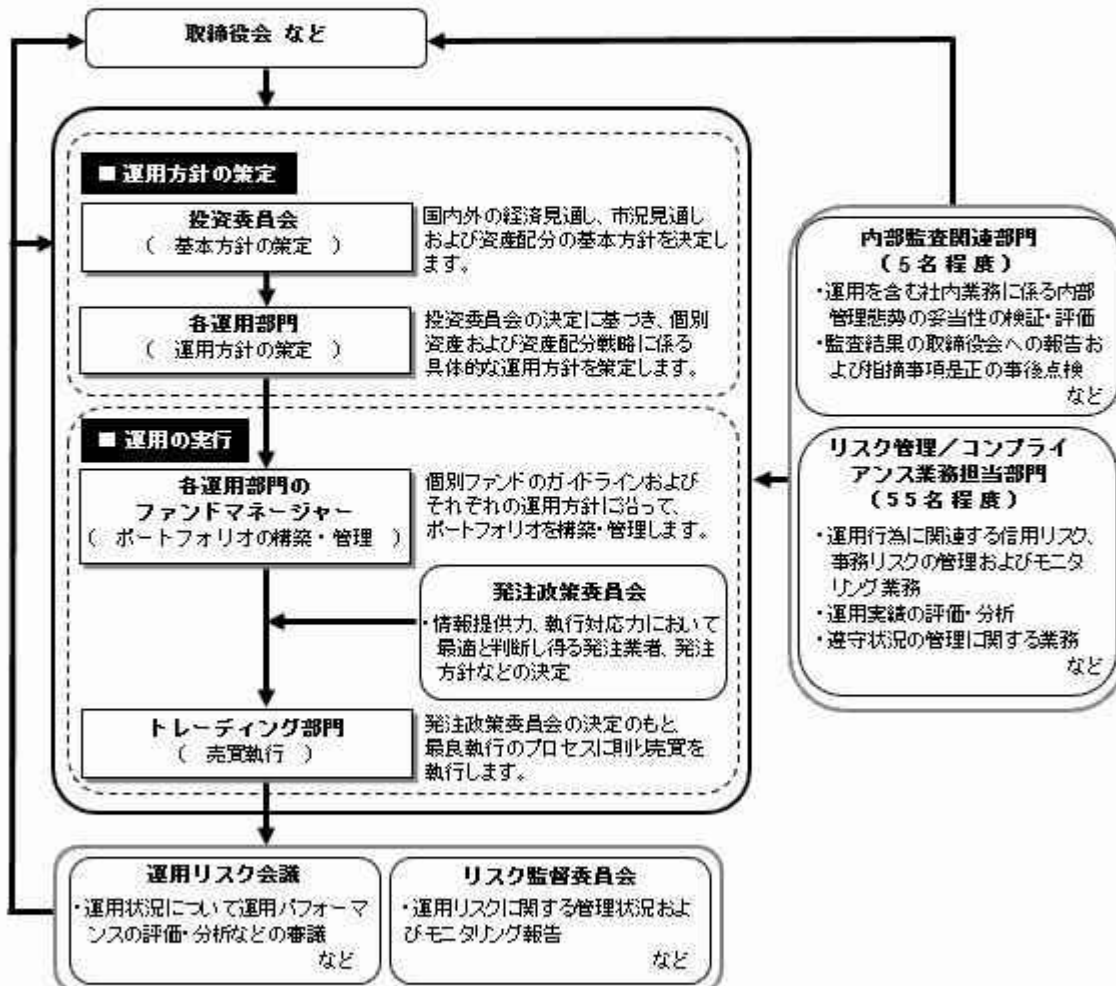 取締役会 など
■ 運用方針の策定
投資委員会
（ 基本方針の策定 ）
国内外の経済見通し、市況見通し
および資産配分の基本方針を決定し
ます。
各運用部門
（ 運用方針の策定 ）
投資委員会の決定に基づき、個別
資産および資産配分戦略に係る
具体的な運用方針を策定します。
■ 運用の実行
各運用部門の
ファンドマネージャー
（ ポートフォリオの構築・管理 ）
個別ファンドのガイドラインおよび
それぞれの運用方針に沿って、
ポートフォリオを構築・管理します。
発注政策委員会
・情報提供力、執行対応力において
最適と判断し得る発注業者、発注
方針などの決定
トレーディング部門
（ 売買執行 ）
発注政策委員会の決定のもと、
最良執行のプロセスに則り売買を
執行します。
運用リスク会議
・運用状況について運用パフォーマ
ンスの評価・分析などの審議
など
リスク監督委員会
・運用リスクに関する管理状況およ
びモニタリング報告
など
内部監査関連部門
（５名程度）
・運用を含む社内業務に係る内部
管理態勢の妥当性の検証・評価
・監査結果の取締役会への報告お
よび指摘事項是正の事後点検
など
リスク管理／コンプライ
アンス業務担当部門
（５５名程度）
・運用行為に関連する信用リスク、
事務リスクの管理およびモニタ
リング業務
・運用実績の評価・分析
・遵守状況の管理に関する業務
など